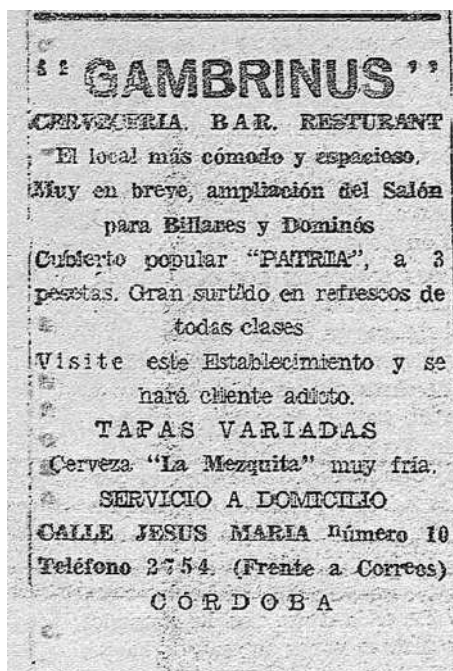 “GAMBRINUS”
CERVECERIA. BAR. RESTURANT
El local más cómodo y espacioso.
Muy en breve, ampliación del Salón
para Billares y Dominós
Cubierto popular “PATRIA”, a 3
pesetas. Gran surtido en refrescos de
todas clases
Visite este Establecimiento y se
hará cliente adicto.
TAPAS VARIADAS
Cerveza “La Mezquita” muy fría.
SERVICIO A DOMICILIO
CALLE JESUS MARIA número 10
Teléfono 2754. (Frente a Correos)
CÓRDOBA